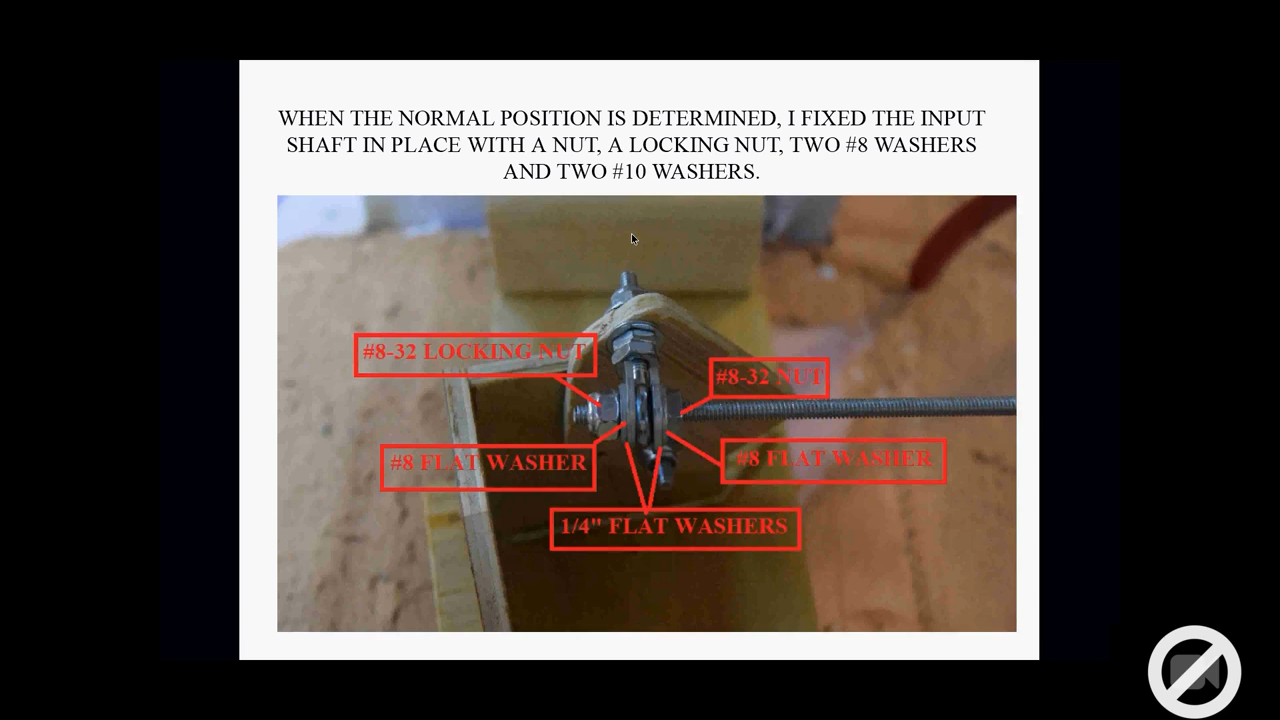 WHEN THE NORMAL POSITION IS DETERMINED, I FIXED THE INPUT
SHAFT IN PLACE WITH A NUT, A LOCKING NUT, TWO #8 WASHERS
AND TWO #10 WASHERS.
#8-32 LOCKING NUT
#8-32 NUT
#8 FLAT WASHER
#8 FLAT WASHER
1/4" FLAT WASHERS